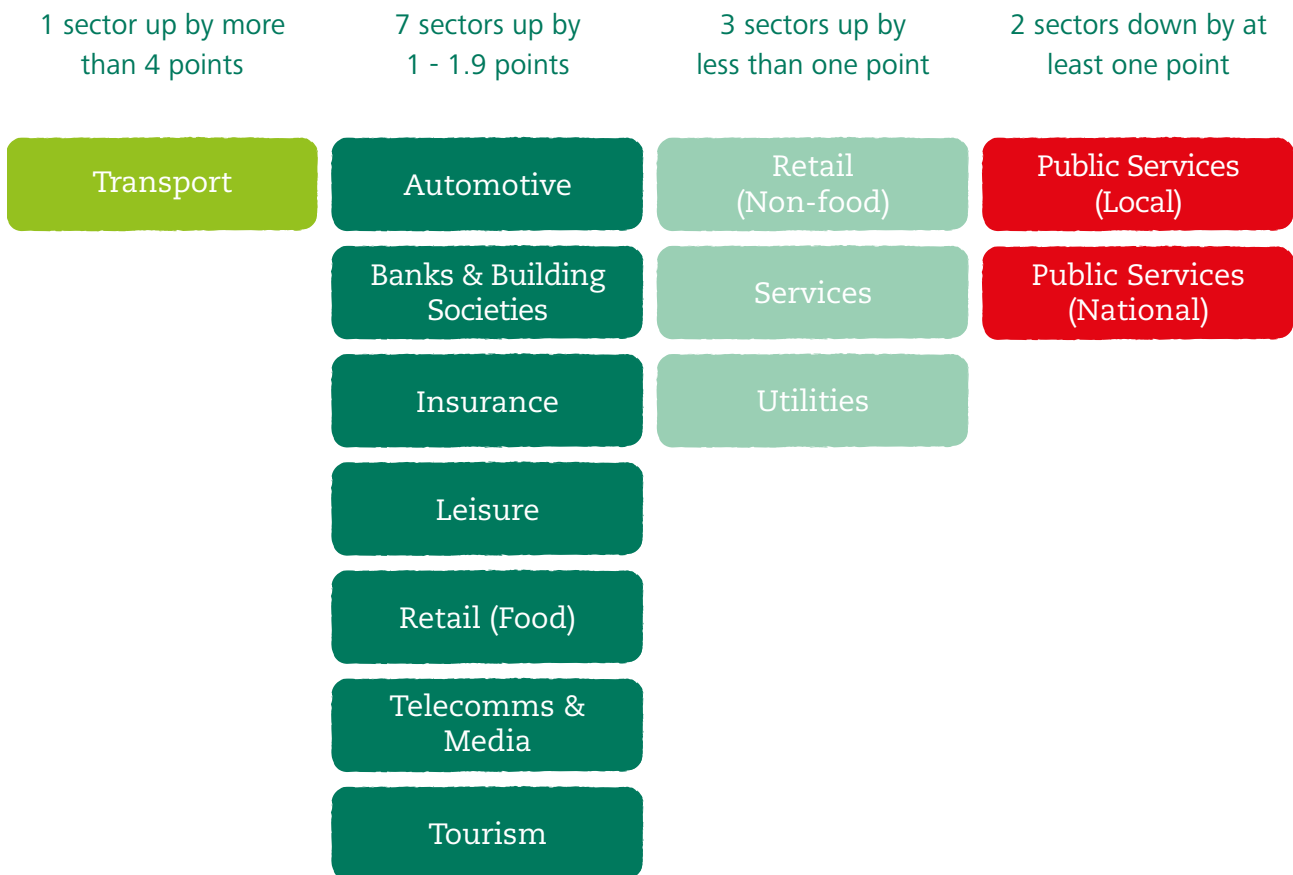 1 sector up by more
than 4 points
7 sectors up by
1 - 1.9 points
3 sectors up by
less than one point
2 sectors down by at
least one point
Transport
Automotive
Banks & Building
Societies
Insurance
Leisure
Retail (Food)
Telecomms &
Media
Tourism
Retail
(Non-food)
Services
Utilities
Public Services
(Local)
Public Services
(National)